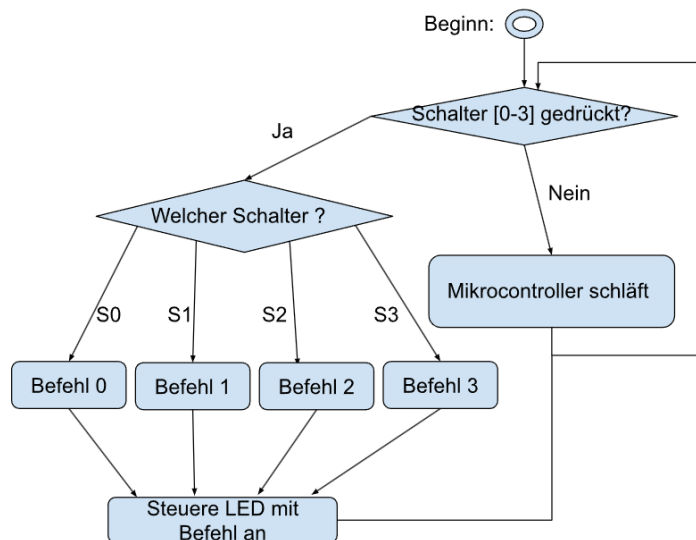 Beginn:
Schalter [0-3] gedrückt?
Ja
Nein
Welcher Schalter ?
Mikrocontroller schläft
S0
S1
S2
S3
Befehl 0
Befehl 1
Befehl 2
Befehl 3
Steuere LED mit
Befehl an